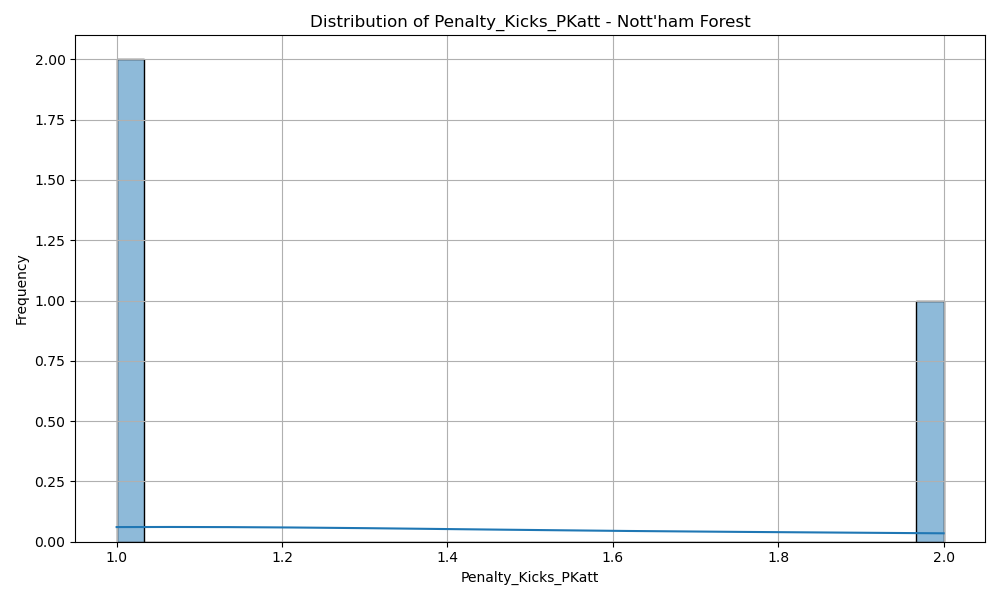 Distribution of Penalty_Kicks_PKatt - Nott'ham Forest
Frequency
2.00
1.75
1.50
1.25
1.00
0.75
0.50
0.25
0.00
1.0 1.2 1.4 1.6 1.8 2.0
Penalty_Kicks_PKatt